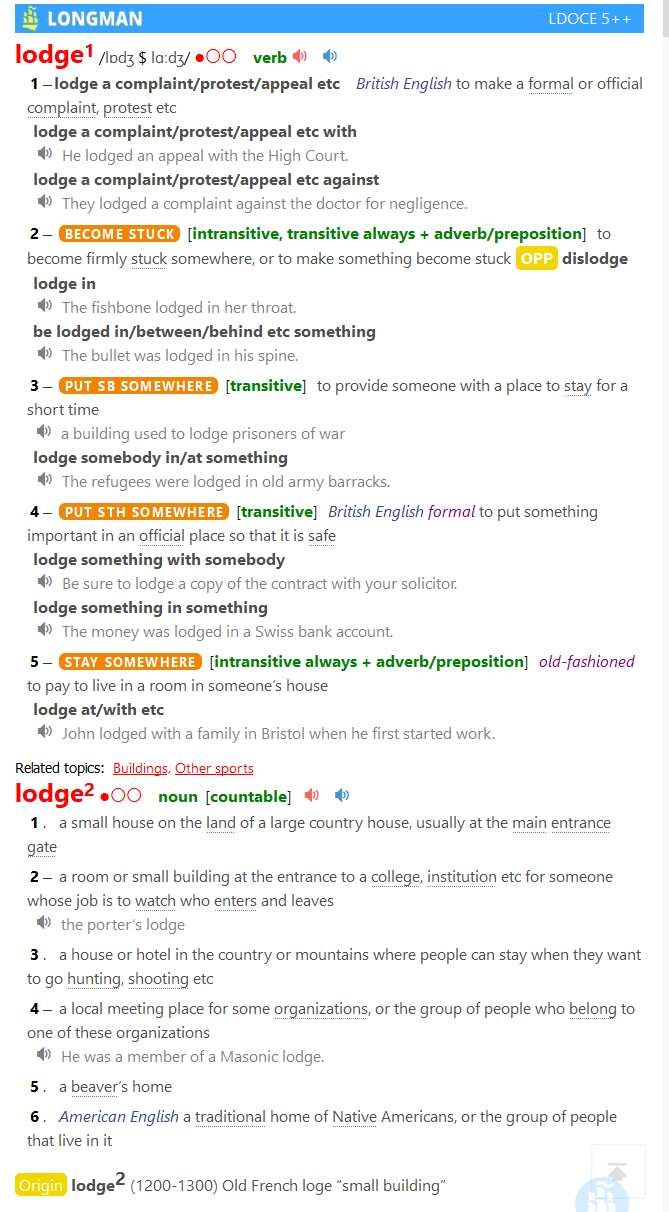 LONGMAN LDOCE 5++
lodge1 /lɒdʒ $ lɑːdʒ/ ●○○ verb
1 – lodge a complaint/protest/appeal etc British English to make a formal or official
complaint, protest etc
lodge a complaint/protest/appeal etc with
He lodged an appeal with the High Court.
lodge a complaint/protest/appeal etc against
They lodged a complaint against the doctor for negligence.
2 – BECOME STUCK [intransitive, transitive always + adverb/preposition] to
become firmly stuck somewhere, or to make something become stuck OPP dislodge
lodge in
The fishbone lodged in her throat.
be lodged in/between/behind etc something
The bullet was lodged in his spine.
3 – PUT SB SOMEWHERE [transitive] to provide someone with a place to stay for a
short time
a building used to lodge prisoners of war
lodge somebody in/at something
The refugees were lodged in old army barracks.
4 – PUT STH SOMEWHERE [transitive] British English formal to put something
important in an official place so that it is safe
lodge something with somebody
Be sure to lodge a copy of the contract with your solicitor.
lodge something in something
The money was lodged in a Swiss bank account.
5 – STAY SOMEWHERE [intransitive always + adverb/preposition] old-fashioned
to pay to live in a room in someone's house
lodge at/with etc
John lodged with a family in Bristol when he first started work.
Related topics: Buildings, Other sports
lodge2 ●○○ noun [countable]
1 . a small house on the land of a large country house, usually at the main entrance
gate
2 – a room or small building at the entrance to a college, institution etc for someone
whose job is to watch who enters and leaves
the porter's lodge
3 . a house or hotel in the country or mountains where people can stay when they want
to go hunting, shooting etc
4 – a local meeting place for some organizations, or the group of people who belong to
one of these organizations
He was a member of a Masonic lodge.
5 . a beaver's home
6 . American English a traditional home of Native Americans, or the group of people
that live in it
Origin lodge2 (1200-1300) Old French loge “small building”